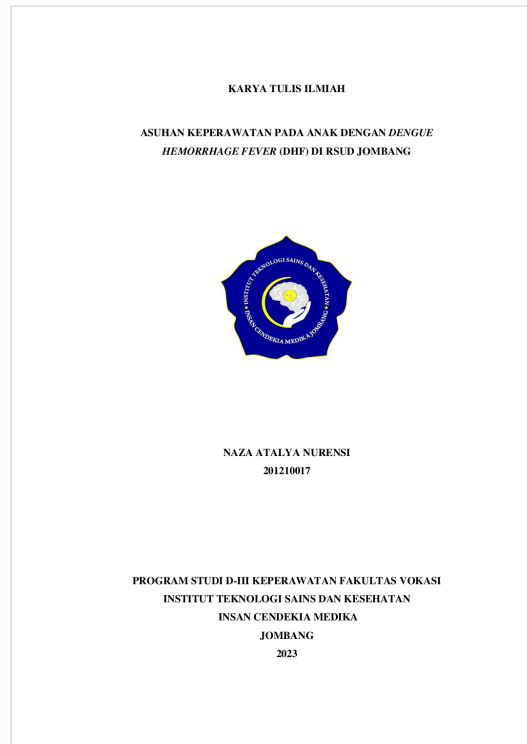 KARYA TULIS ILMIAH
ASUHAN KEPERAWATAN PADA ANAK DENGAN DENGUE
HEMORRHAGE FEVER (DHF) DI RSUD JOMBANG
INSTITUT TEKNOLOGI SAINS DAN KESEHATAN
INSAN CENDEKIA MEDIKA JOMBANG
NAZA ATALYA NURENSI
201210017
PROGRAM STUDI D-III KEPERAWATAN FAKULTAS VOKASI
INSTITUT TEKNOLOGI SAINS DAN KESEHATAN
INSAN CENDEKIA MEDIKA
JOMBANG
2023